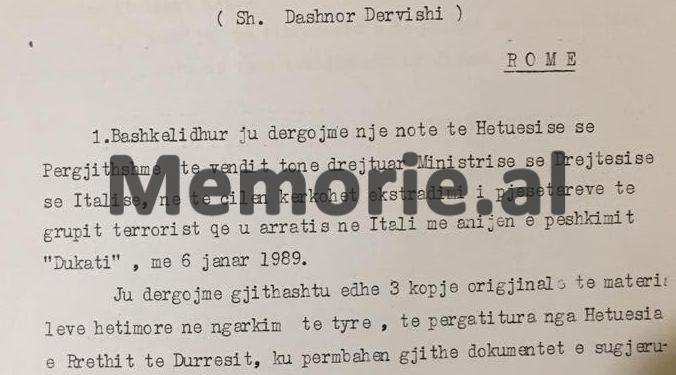 ( Sh. Dashnor Dervishi )
R O M E
1.Bashkelidhur ju dergojme nje note te Hetuesise se
Pergjithshme te vendit tone drejtuar Ministrise se Drejtesise
se Italise, ne te cilen kerkohet ekstradimi i pjesetareve te
Memorie.al
grupit terrorist qe u arratis ne Itali me anijen e peshkimit
"Dukati" , me 6 janar 1989.
Ju dergojme gjithashtu edhe 3 kopje origjinale te materia
leve hetimore ne ngarkim te tyre , te pergatitura nga Hetuesia
e Rrethit te Durresit, ku permbahen gjithe dokumentet e sugjeru-